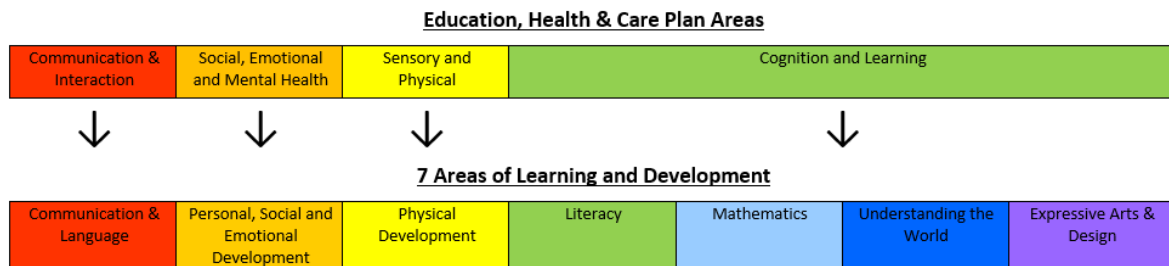 Education, Health & Care Plan Areas
Communication & Interaction
Social, Emotional and Mental Health
Sensory and Physical
Cognition and Learning
7 Areas of Learning and Development
Communication & Language
Personal, Social and Emotional Development
Physical Development
Literacy
Mathematics
Understanding the World
Expressive Arts & Design